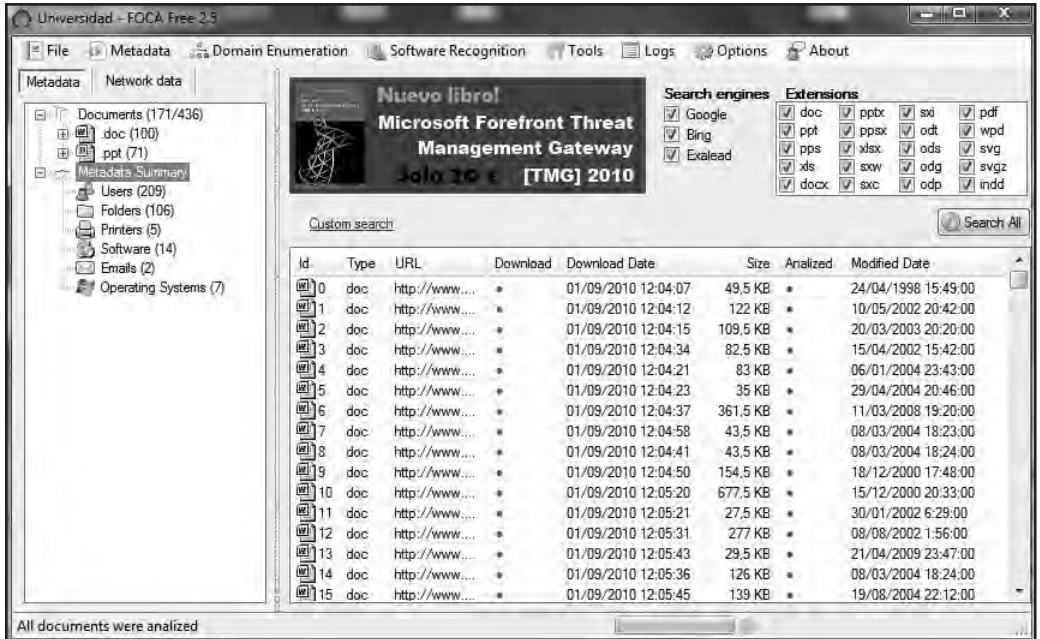 Universidad - FOCA Free 2.5
File Metadata Domain Enumeration Software Recognition Tools Logs Options About
Metadata Network data
Documents (171/436)
.doc (100)
.ppt (71)
Metadata Summary
Users (209)
Folders (106)
Printers (5)
Software (14)
Emails (2)
Operating Systems (7)
Nuevo libro!
Microsoft Forefront Threat
Management Gateway
Solo 20 € [TMG] 2010
Search engines
Google
Bing
Exalead
Extensions
doc pptx sxi pdf
ppt ppsx odt wpd
pps xlsx ods svg
xls sxw odg svgz
docx sxc odp indd
Custom search
Search All
Id Type URL Download Download Date Size Analized Modified Date
0 doc http://www.... 01/09/2010 12:04:07 49,5 KB 24/04/1998 15:49:00
1 doc http://www.... 01/09/2010 12:04:12 122 KB 10/05/2002 20:42:00
2 doc http://www.... 01/09/2010 12:04:15 109,5 KB 20/03/2003 20:20:00
3 doc http://www.... 01/09/2010 12:04:34 82,5 KB 15/04/2002 15:42:00
4 doc http://www.... 01/09/2010 12:04:21 83 KB 06/01/2004 23:43:00
5 doc http://www.... 01/09/2010 12:04:23 35 KB 29/04/2004 20:46:00
6 doc http://www.... 01/09/2010 12:04:37 361,5 KB 11/03/2008 19:20:00
7 doc http://www.... 01/09/2010 12:04:58 43,5 KB 08/03/2004 18:23:00
8 doc http://www.... 01/09/2010 12:04:41 43,5 KB 08/03/2004 18:24:00
9 doc http://www.... 01/09/2010 12:04:50 154,5 KB 18/12/2000 17:48:00
10 doc http://www.... 01/09/2010 12:05:20 677,5 KB 15/12/2000 20:33:00
11 doc http://www.... 01/09/2010 12:05:21 27,5 KB 30/01/2002 6:29:00
12 doc http://www.... 01/09/2010 12:05:31 277 KB 08/08/2002 1:56:00
13 doc http://www.... 01/09/2010 12:05:43 29,5 KB 21/04/2009 23:47:00
14 doc http://www.... 01/09/2010 12:05:36 126 KB 08/03/2004 18:24:00
15 doc http://www.... 01/09/2010 12:05:45 139 KB 19/08/2004 22:12:00
All documents were analized